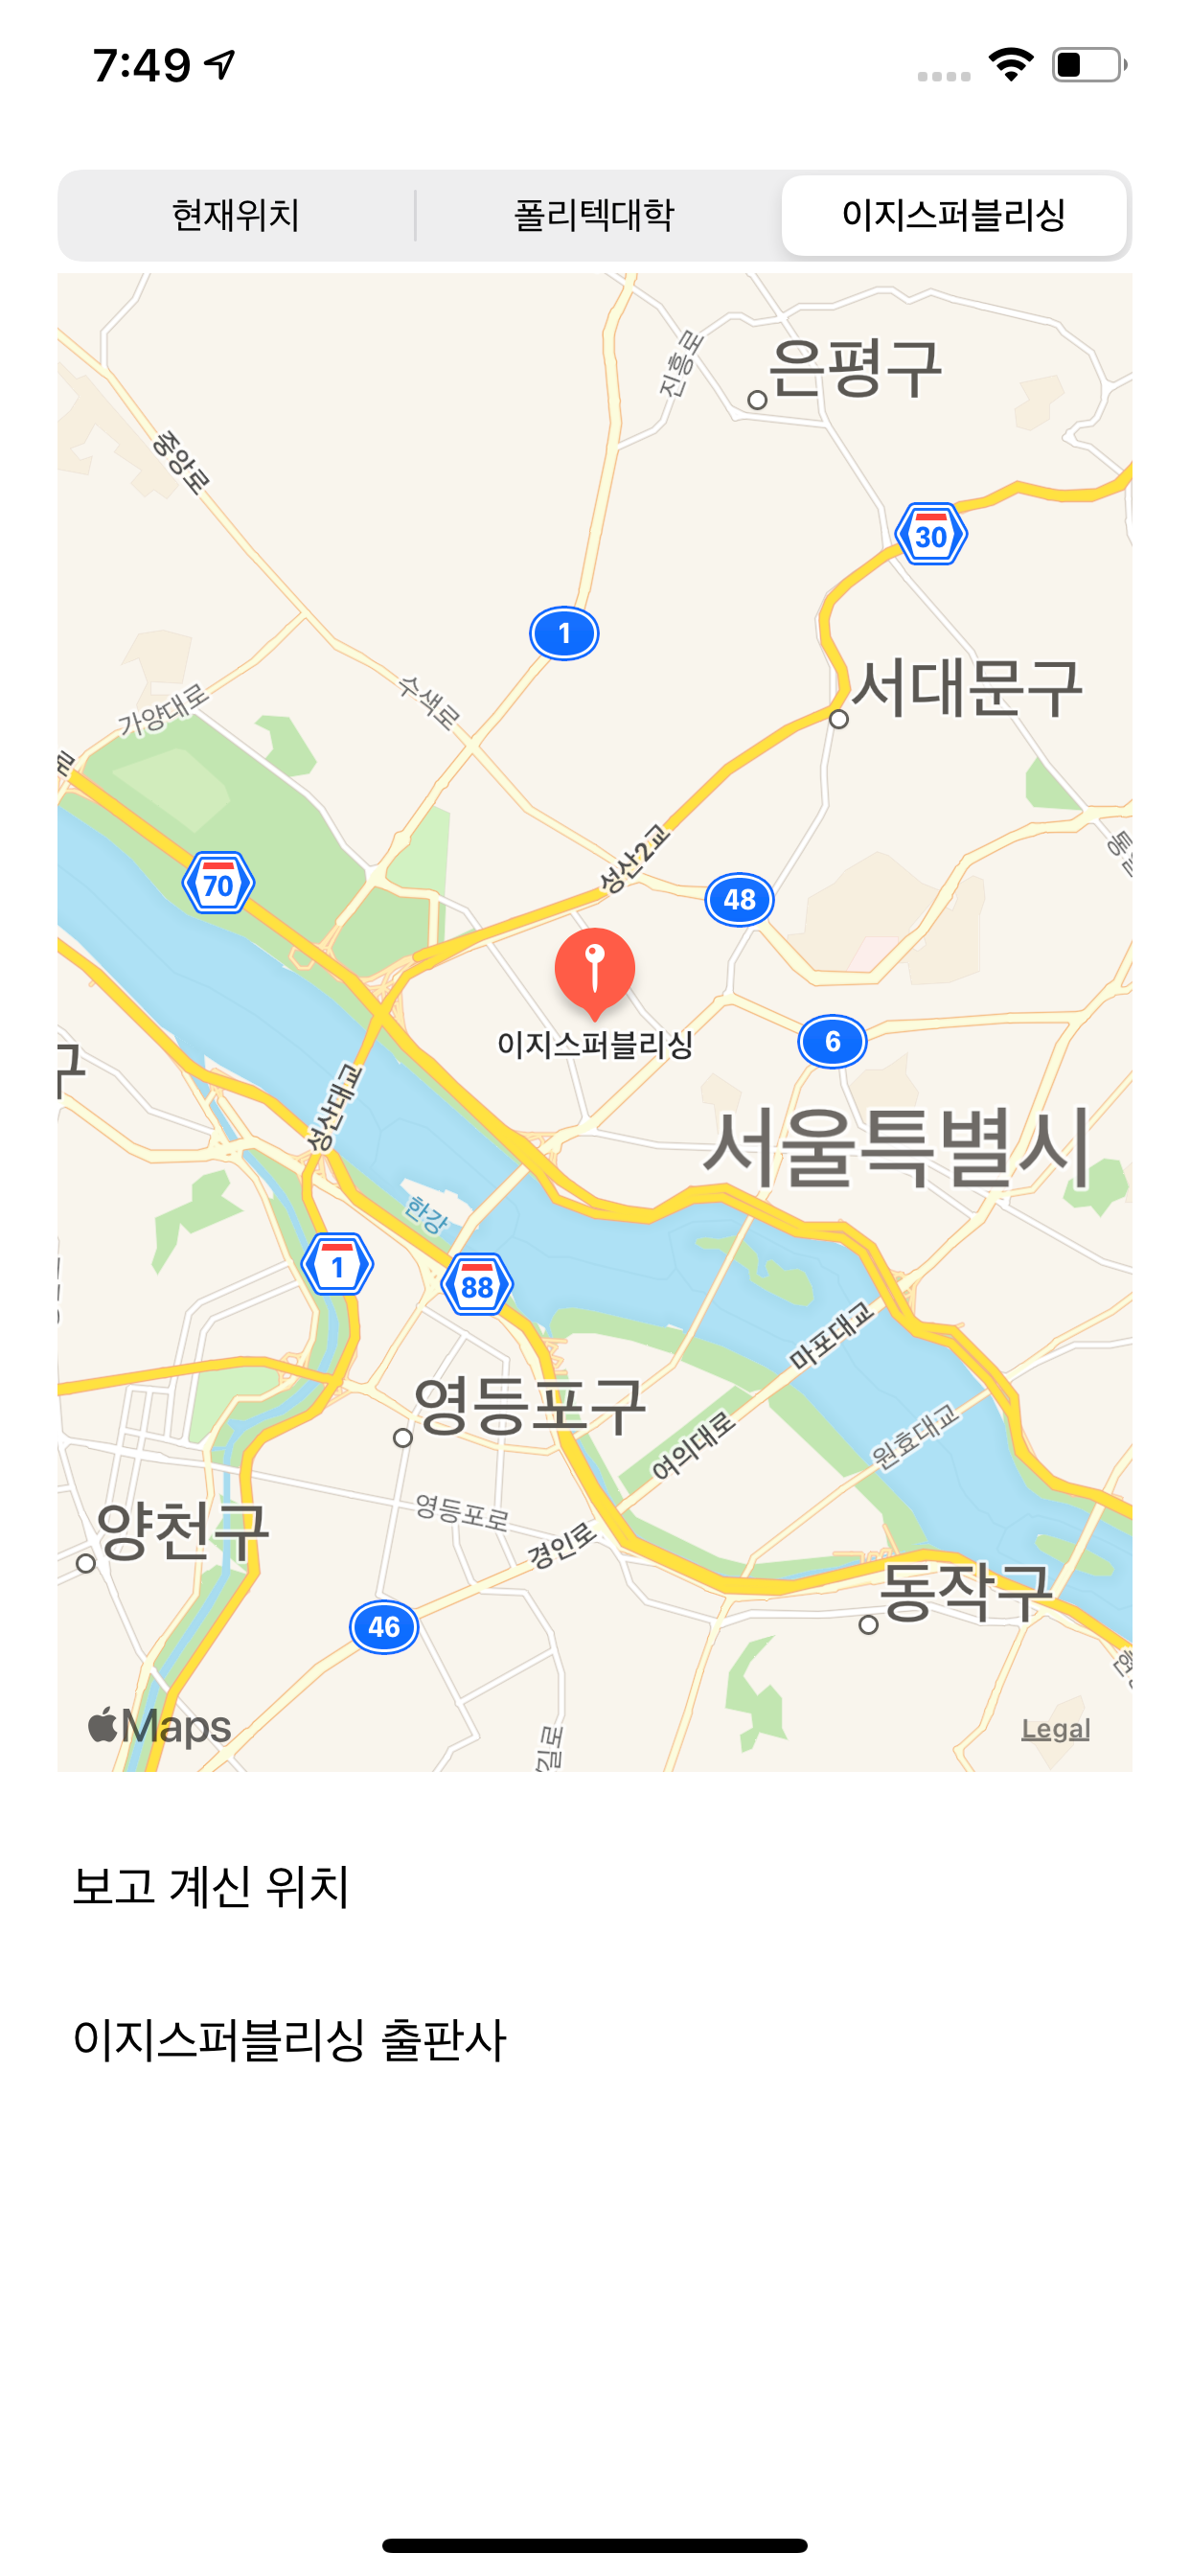 7:49
현재위치
폴리텍대학
이지스퍼블리싱
은평구
진흥로
중앙로
30
1
서대문구
수색로
가양대로
성산2교
70
48
이지스퍼블리싱
6
구
성산대교
서울특별시
한강
1
88
마포대교
영등포구
여의대로
원효대교
영등포로
양천구
경인로
동작구
46
Maps
Legal
보고 계신 위치
이지스퍼블리싱 출판사